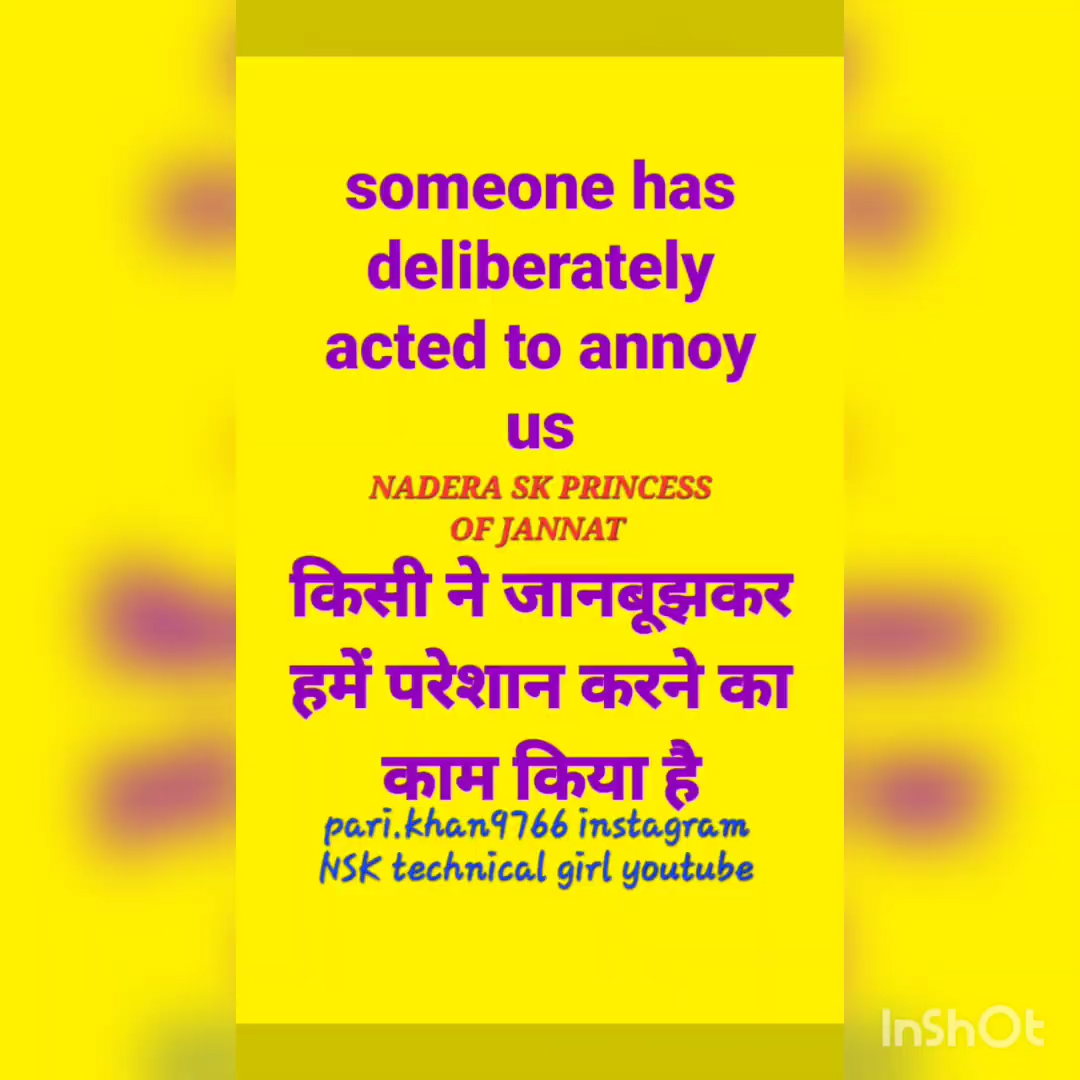 someone has
deliberately
acted to annoy
us
NADERA SK PRINCESS
OF JANNAT
किसी ने जानबूझकर
हमें परेशान करने का
काम किया है
pari.khan9766 instagram
NSK technical girl youtube
InShOt